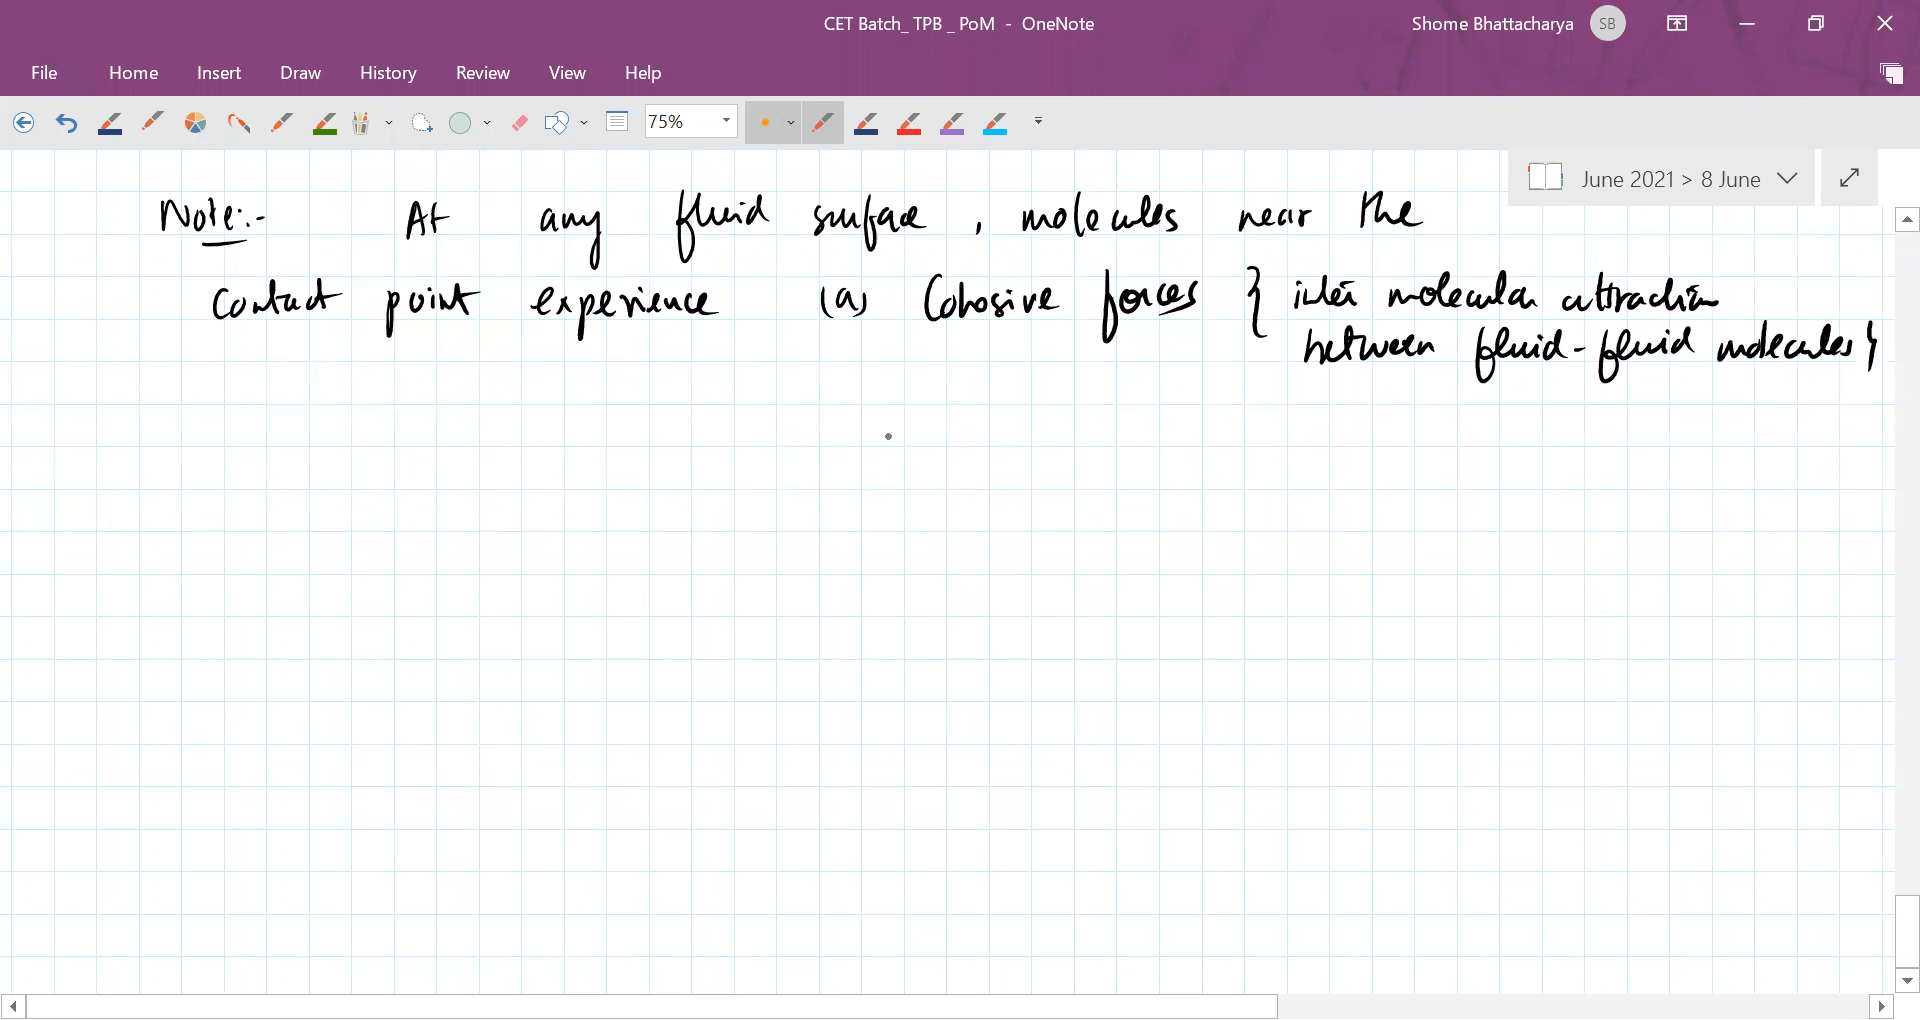 CET Batch_ TPB _ PoM - OneNote
Shome Bhattacharya SB
File Home Insert Draw History Review View Help
75%
June 2021 > 8 June
Note:- At any fluid surface, molecules near the
contact point experience (a) Cohosive forces { inter molecular attraction
between fluid-fluid molecules }